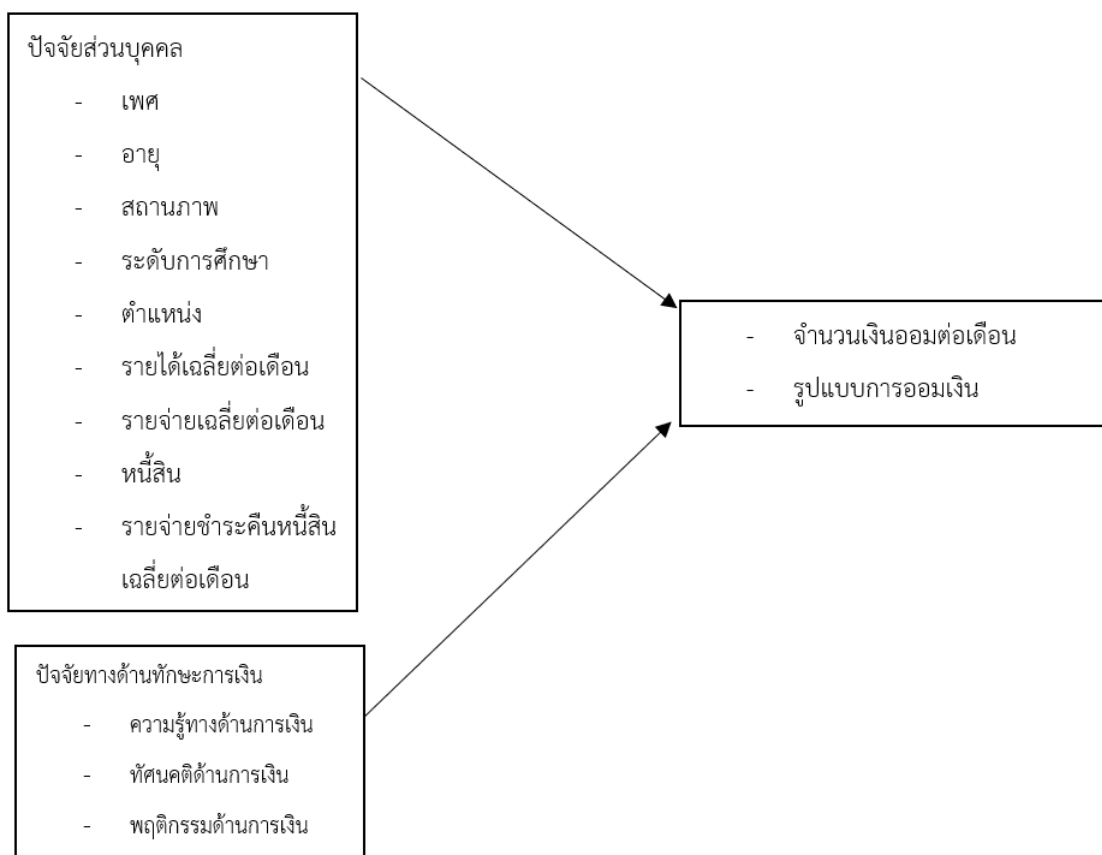 ปัจจัยส่วนบุคคล
- เพศ
- อายุ
- สถานภาพ
- ระดับการศึกษา
- ตำแหน่ง
- รายได้เฉลี่ยต่อเดือน
- รายจ่ายเฉลี่ยต่อเดือน
- หนี้สิน
- รายจ่ายชำระคืนหนี้สิน
เฉลี่ยต่อเดือน
- จำนวนเงินออมต่อเดือน
- รูปแบบการออมเงิน
ปัจจัยทางด้านทักษะการเงิน
- ความรู้ทางด้านการเงิน
- ทัศนคติด้านการเงิน
- พฤติกรรมด้านการเงิน